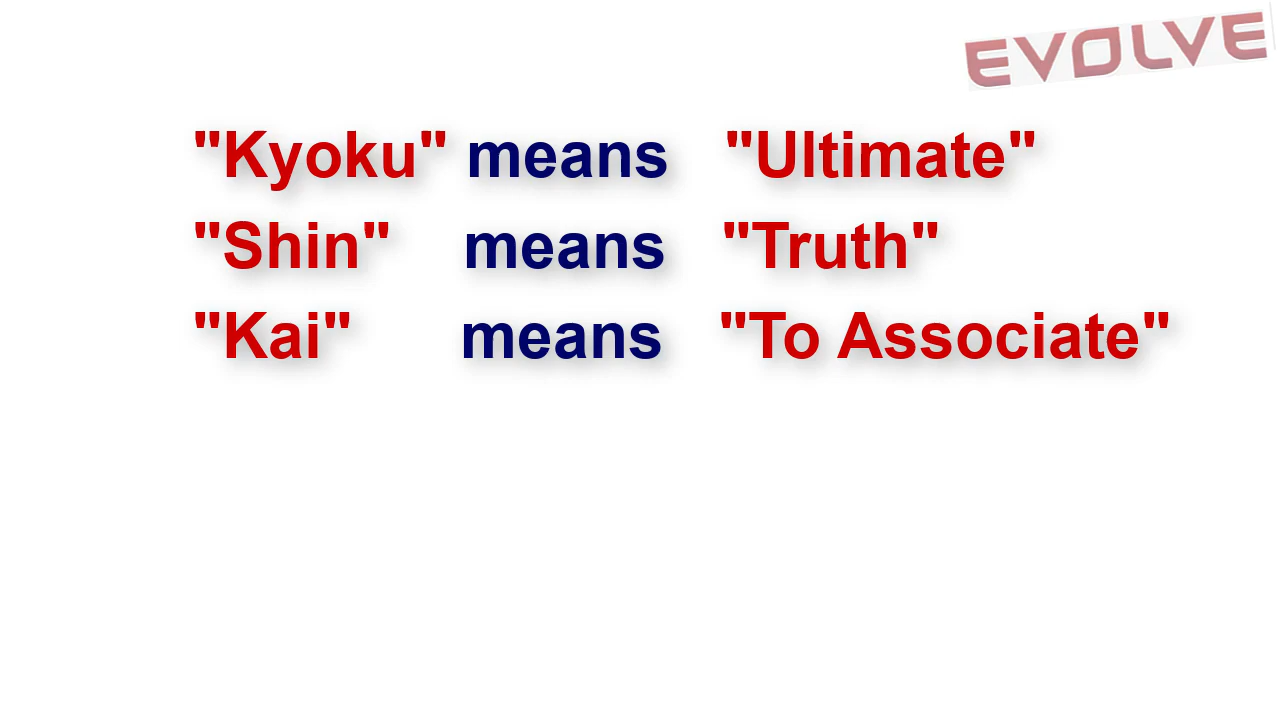 EVOLVE
"Kyoku" means "Ultimate"
"Shin" means "Truth"
"Kai" means "To Associate"